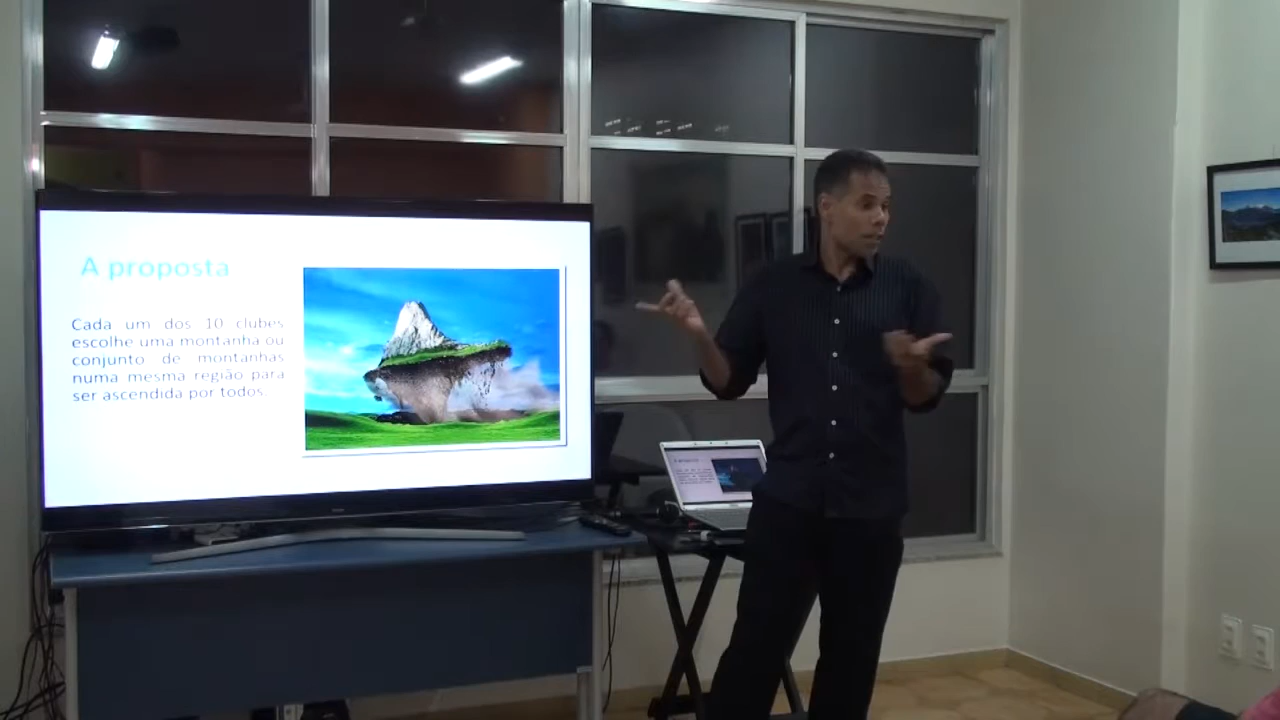 A proposta
Cada um dos 10 clubes
escolhe uma montanha ou
conjunto de montanhas
numa mesma região para
ser ascendida por todos.